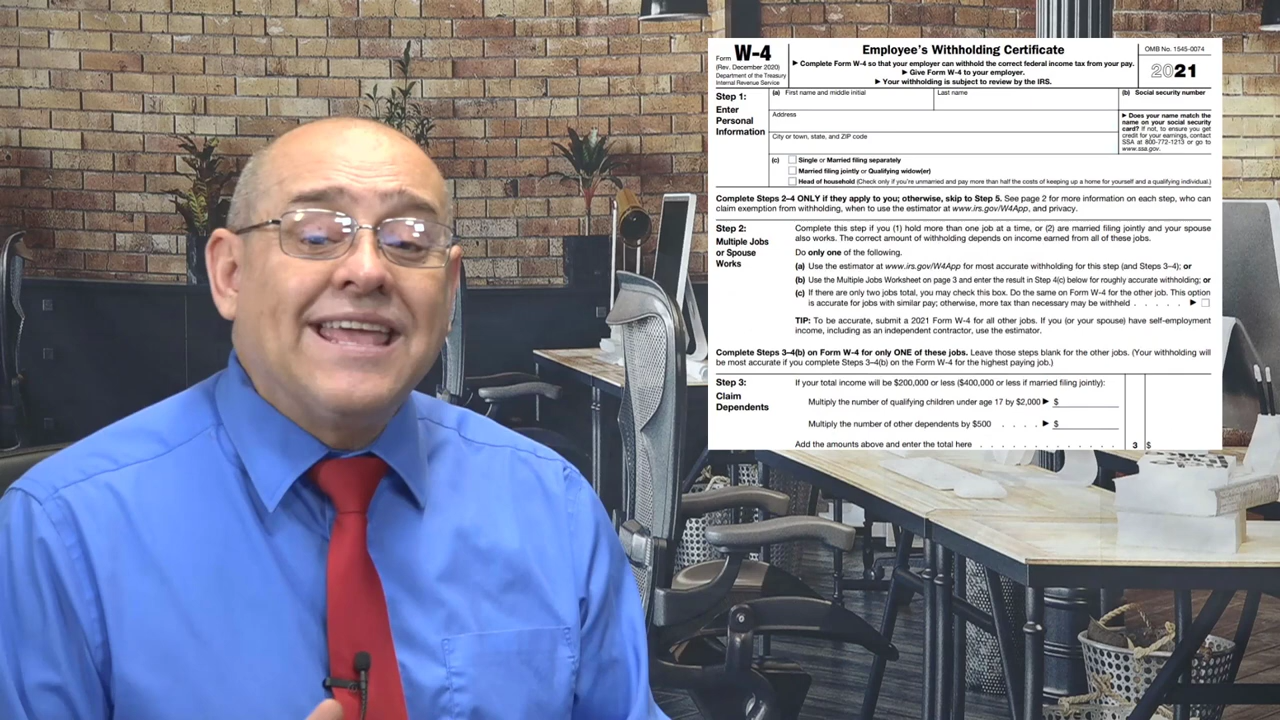 Form W-4
(Rev. December 2020)
Department of the Treasury
Internal Revenue Service
Employee's Withholding Certificate
▶ Complete Form W-4 so that your employer can withhold the correct federal income tax from your pay.
▶ Give Form W-4 to your employer.
▶ Your withholding is subject to review by the IRS.
OMB No. 1545-0074
2021
Step 1:
Enter
Personal
Information
(a) First name and middle initial
Last name
(b) Social security number
Address
City or town, state, and ZIP code
▶ Does your name match the
name on your social security
card? If not, to ensure you get
credit for your earnings, contact
SSA at 800-772-1213 or go to
www.ssa.gov.
(c) Single or Married filing separately
Married filing jointly or Qualifying widow(er)
Head of household (Check only if you're unmarried and pay more than half the costs of keeping up a home for yourself and a qualifying individual.)
Complete Steps 2–4 ONLY if they apply to you; otherwise, skip to Step 5. See page 2 for more information on each step, who can
claim exemption from withholding, when to use the estimator at www.irs.gov/W4App, and privacy.
Step 2:
Multiple Jobs
or Spouse
Works
Complete this step if you (1) hold more than one job at a time, or (2) are married filing jointly and your spouse
also works. The correct amount of withholding depends on income earned from all of these jobs.
Do only one of the following.
(a) Use the estimator at www.irs.gov/W4App for most accurate withholding for this step (and Steps 3–4); or
(b) Use the Multiple Jobs Worksheet on page 3 and enter the result in Step 4(c) below for roughly accurate withholding; or
(c) If there are only two jobs total, you may check this box. Do the same on Form W-4 for the other job. This option
is accurate for jobs with similar pay; otherwise, more tax than necessary may be withheld . . . . . ▶
TIP: To be accurate, submit a 2021 Form W-4 for all other jobs. If you (or your spouse) have self-employment
income, including as an independent contractor, use the estimator.
Complete Steps 3–4(b) on Form W-4 for only ONE of these jobs. Leave those steps blank for the other jobs. (Your withholding will
be most accurate if you complete Steps 3–4(b) on the Form W-4 for the highest paying job.)
Step 3:
Claim
Dependents
If your total income will be $200,000 or less ($400,000 or less if married filing jointly):
Multiply the number of qualifying children under age 17 by $2,000 ▶ $
Multiply the number of other dependents by $500 . . . . ▶ $
Add the amounts above and enter the total here . . . . . . . . . . . . . 3 $